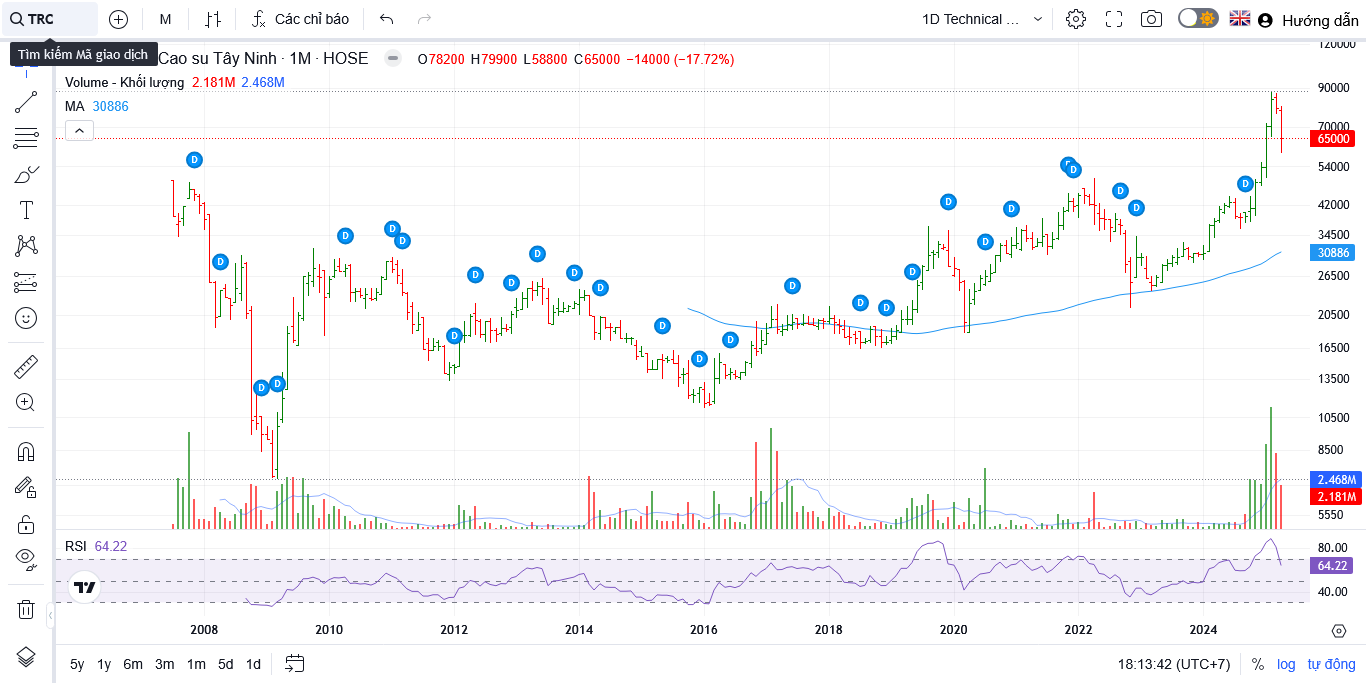 TRC
M
Các chỉ báo
1D Technical ...
Hướng dẫn
Tìm kiếm Mã giao dịch
Cao su Tây Ninh · 1M · HOSE
O78200 H79900 L58800 C65000 −14000 (−17.72%)
Volume - Khối lượng 2.181M 2.468M
MA 30886
120000
90000
70000
65000
54000
42000
34500
30886
26500
20500
16500
13500
10500
8500
2.468M
2.181M
5550
D D D D D D D D D D D D D D D D D D D D D D D D D D D D D
RSI 64.22
80.00
64.22
40.00
2008 2010 2012 2014 2016 2018 2020 2022 2024
5y 1y 6m 3m 1m 5d 1d
18:13:42 (UTC+7) % log tự động